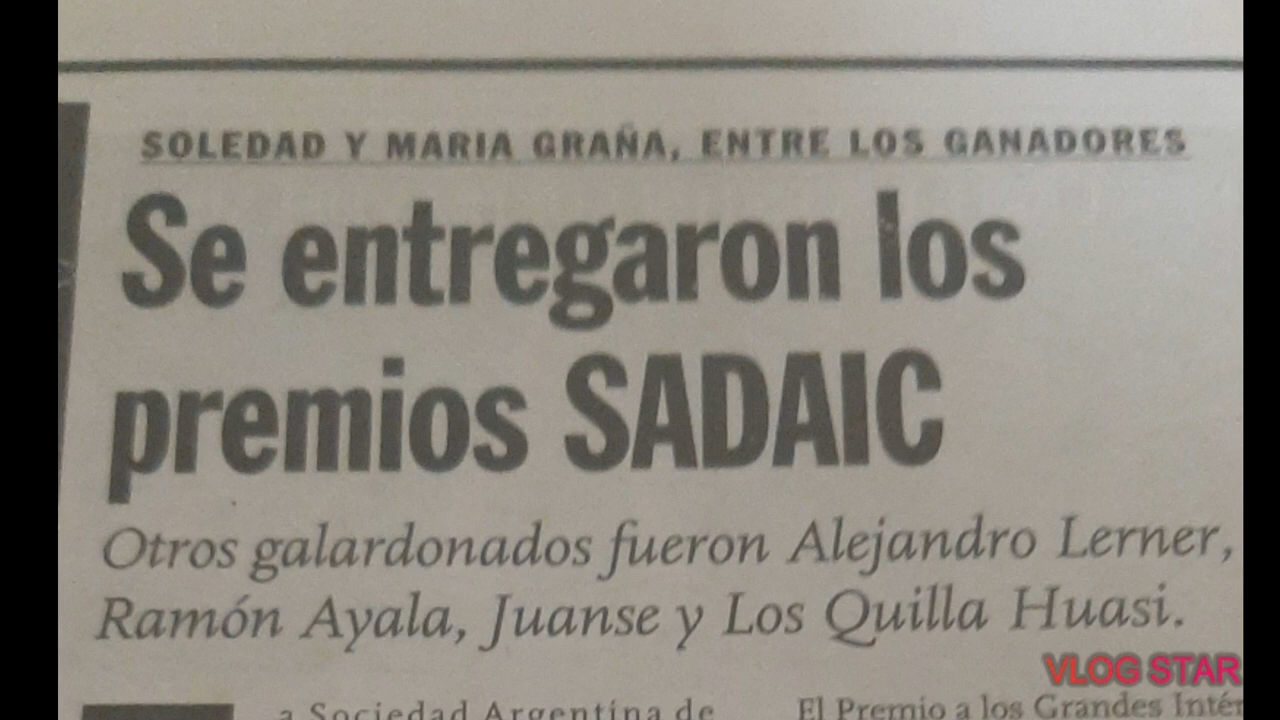 SOLEDAD Y MARIA GRAÑA, ENTRE LOS GANADORES
Se entregaron los
premios SADAIC
Otros galardonados fueron Alejandro Lerner,
Ramón Ayala, Juanse y Los Quilla Huasi.
VLOG STAR
a Sociedad Argentina de
El Premio a los Grandes